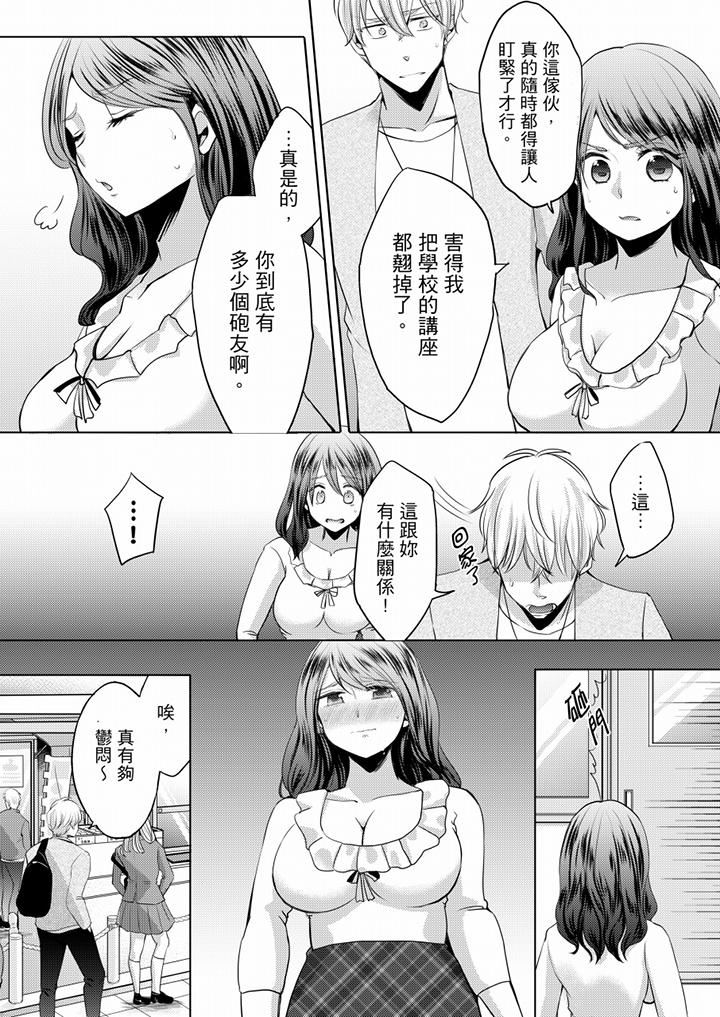 你這傢伙，
真的隨時都得讓人
盯緊了才行。
害得我
把學校的講座
都翹掉了。
…真是的，
你到底有
多少個砲友啊。
…這…
回家了
這跟妳
有什麼關係！
…！
砸門
唉，
真有夠
鬱悶～